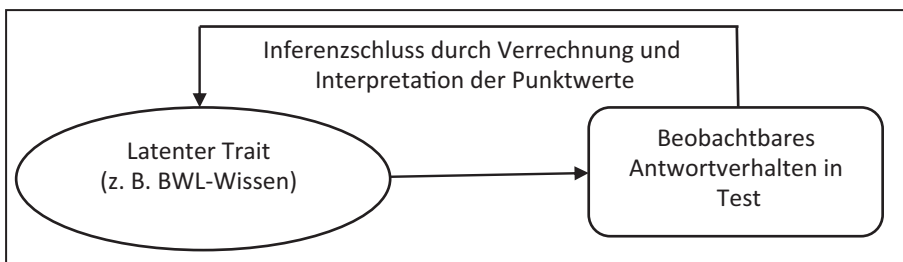 Inferenzschluss durch Verrechnung und
Interpretation der Punktwerte
Latenter Trait
(z. B. BWL-Wissen)
Beobachtbares
Antwortverhalten in
Test